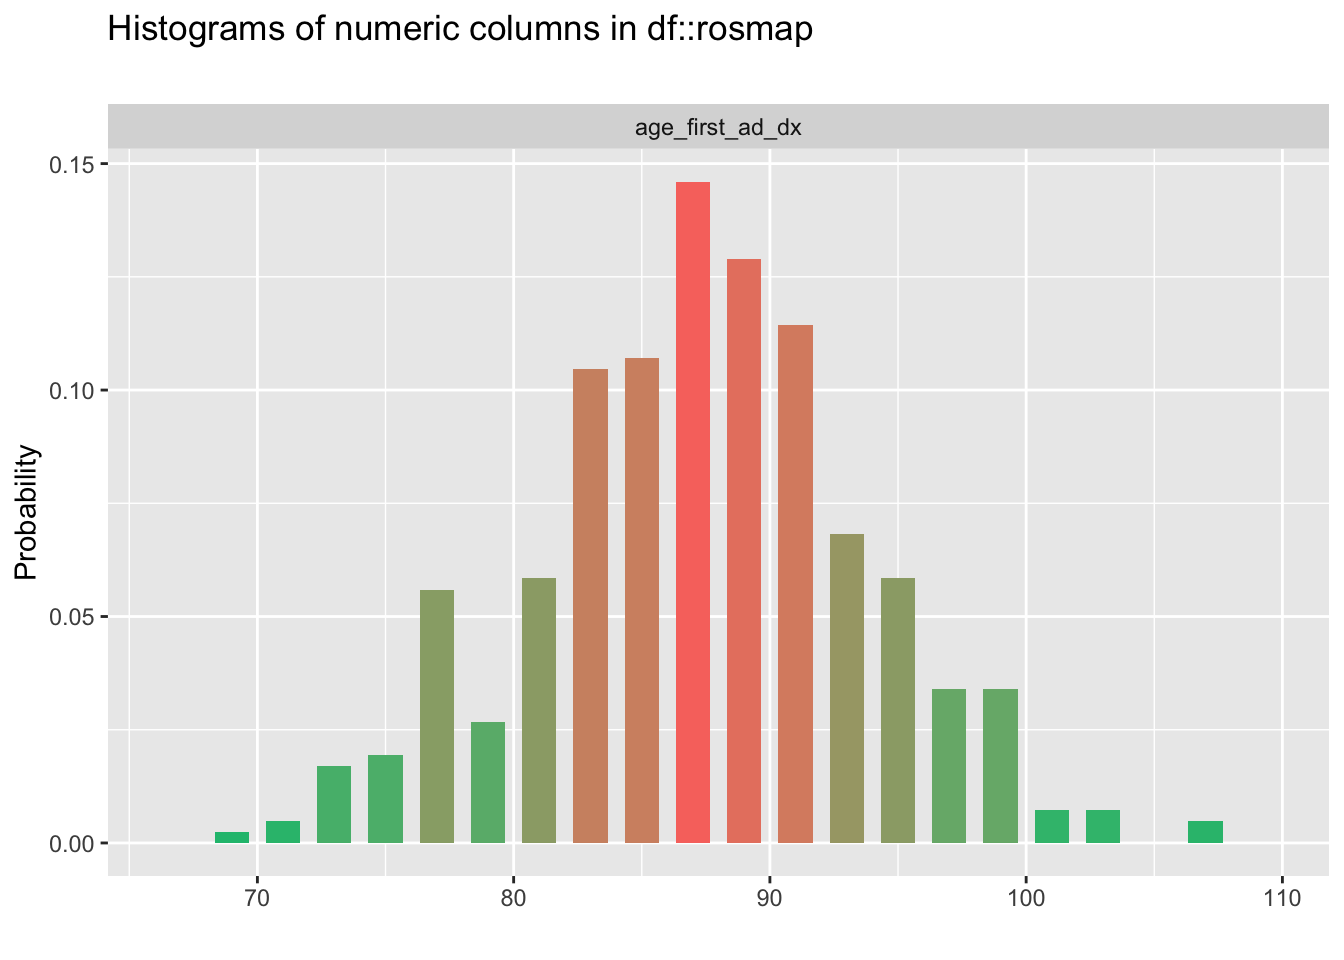 Histograms of numeric columns in df::rosmap
age_first_ad_dx
0.15
0.10
0.05
0.00
Probability
70 80 90 100 110